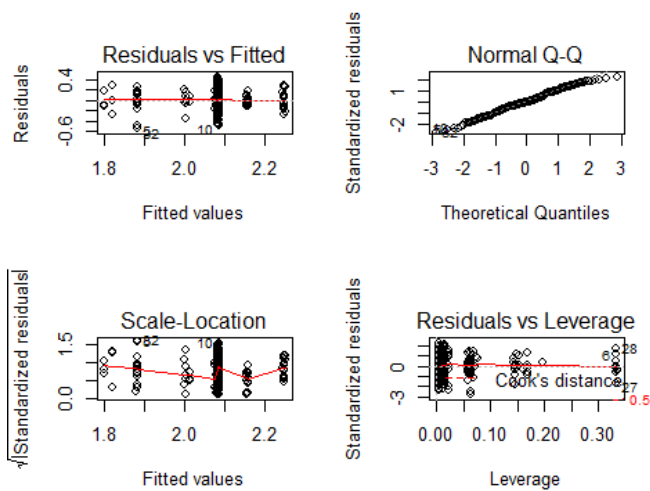 Residuals vs Fitted
Residuals
0.4
-0.6
52
10
1.8 2.0 2.2
Fitted values
Normal Q-Q
Standardized residuals
1
-2
-3 -2 -1 0 1 2 3
Theoretical Quantiles
Scale-Location
√|Standardized residuals|
1.5
0.0
10
1.8 2.0 2.2
Fitted values
Residuals vs Leverage
Standardized residuals
0
-3
6
28
Cook's distance
27
0.5
0.00 0.10 0.20 0.30
Leverage